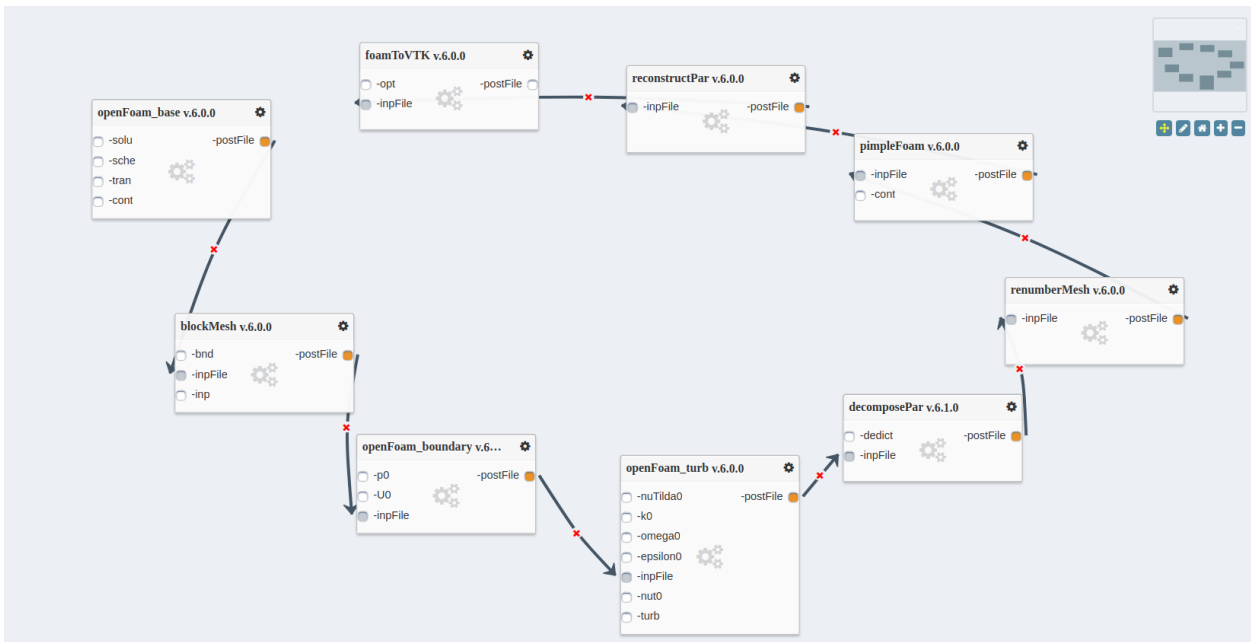 openFoam_base v.6.0.0
-solu
-postFile
-sche
-tran
-cont
foamToVTK v.6.0.0
-opt
-postFile
-inpFile
reconstructPar v.6.0.0
-inpFile
-postFile
pimpleFoam v.6.0.0
-inpFile
-postFile
-cont
renumberMesh v.6.0.0
-inpFile
-postFile
blockMesh v.6.0.0
-bnd
-postFile
-inpFile
-inp
openFoam_boundary v.6...
-p0
-postFile
-U0
-inpFile
openFoam_turb v.6.0.0
-nuTilda0
-postFile
-k0
-omega0
-epsilon0
-inpFile
-nut0
-turb
decomposePar v.6.1.0
-dedict
-postFile
-inpFile